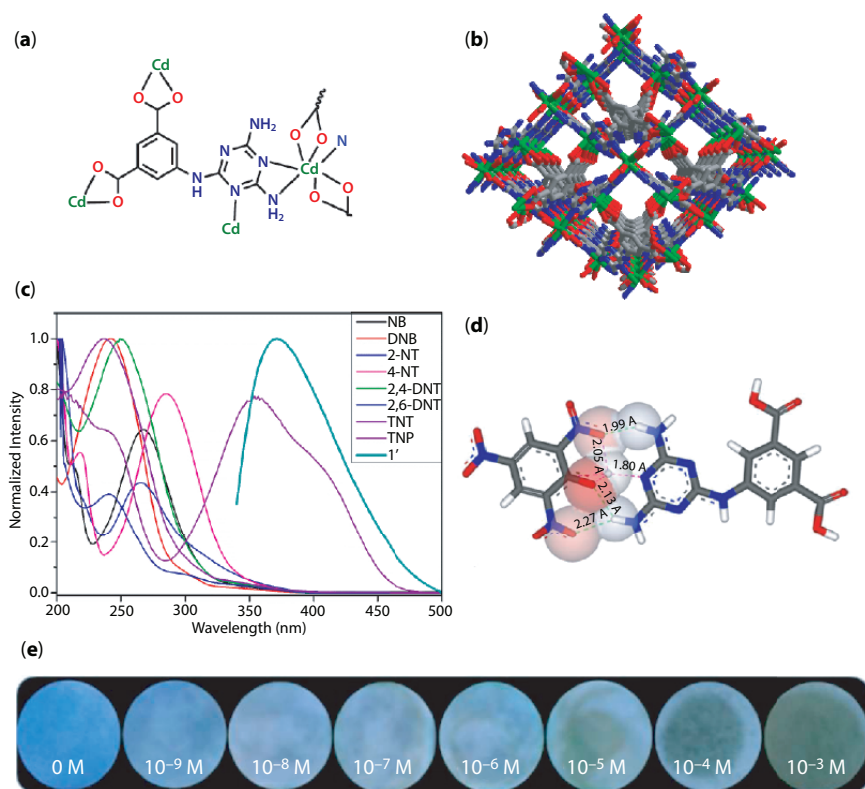 (a)
Cd
O
O
O
O
Cd
N
H
N
N
N
NH₂
N
H₂
Cd
Cd
O
O
N
O
O
(b)
(c)
Normalized Intensity
1.0
0.8
0.6
0.4
0.2
0.0
200
250
300
350
400
450
500
Wavelength (nm)
NB
DNB
2-NT
4-NT
2,4-DNT
2,6-DNT
TNT
TNP
1′
(d)
1.99 A
2.05 A
1.80 A
2.13 A
2.27 A
(e)
0 M
10⁻⁹ M
10⁻⁸ M
10⁻⁷ M
10⁻⁶ M
10⁻⁵ M
10⁻⁴ M
10⁻³ M